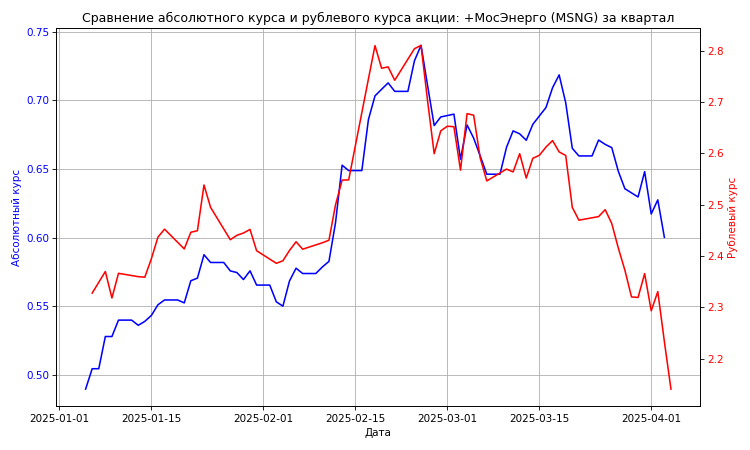 Сравнение абсолютного курса и рублевого курса акции: +МосЭнерго (MSNG) за квартал
0.75
0.70
0.65
0.60
0.55
0.50
Абсолютный курс
2.8
2.7
2.6
2.5
2.4
2.3
2.2
Рублевый курс
2025-01-01 2025-01-15 2025-02-01 2025-02-15 2025-03-01 2025-03-15 2025-04-01
Дата